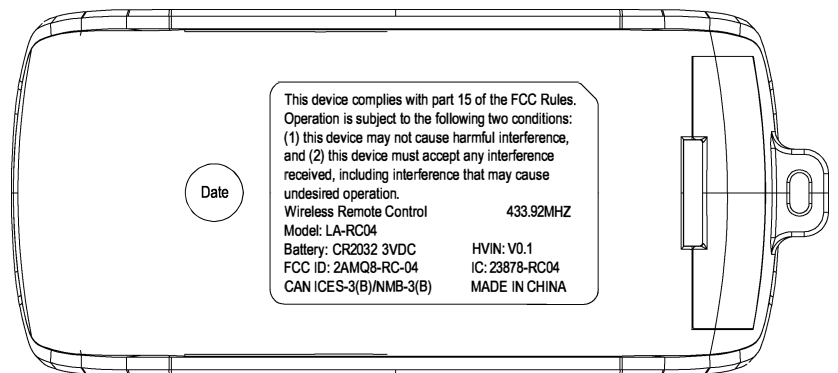 This device complies with part 15 of the FCC Rules.
Operation is subject to the following two conditions:
(1) this device may not cause harmful interference,
and (2) this device must accept any interference
received, including interference that may cause
undesired operation.
Date
Wireless Remote Control 433.92MHZ
Model: LA-RC04
Battery: CR2032 3VDC HVIN: V0.1
FCC ID: 2AMQ8-RC-04 IC: 23878-RC04
CAN ICES-3(B)/NMB-3(B) MADE IN CHINA